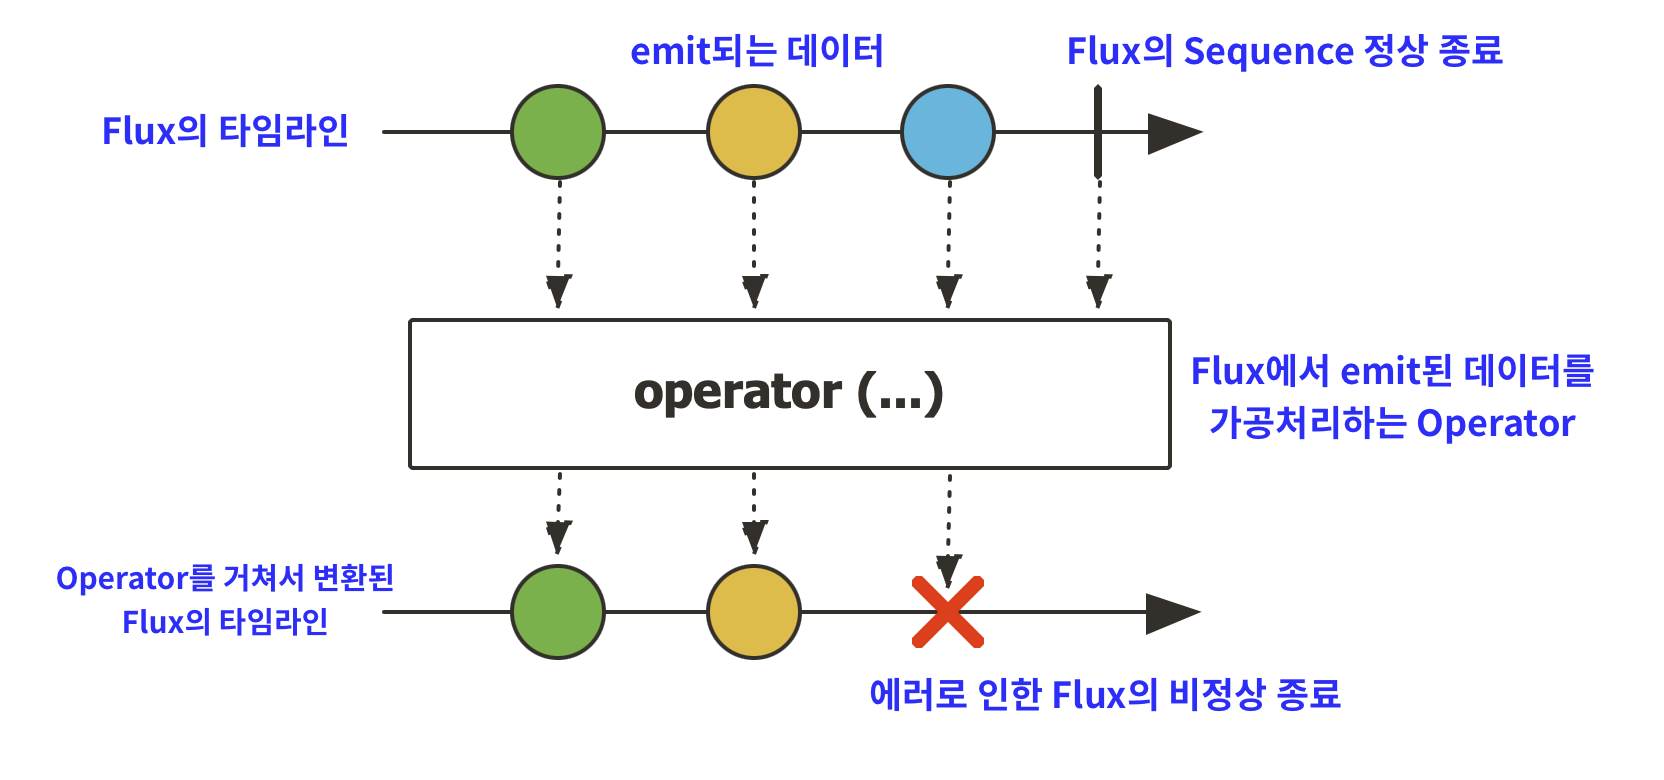 emit되는 데이터
Flux의 Sequence 정상 종료
Flux의 타임라인
operator (...)
Flux에서 emit된 데이터를
가공처리하는 Operator
Operator를 거쳐서 변환된
Flux의 타임라인
에러로 인한 Flux의 비정상 종료